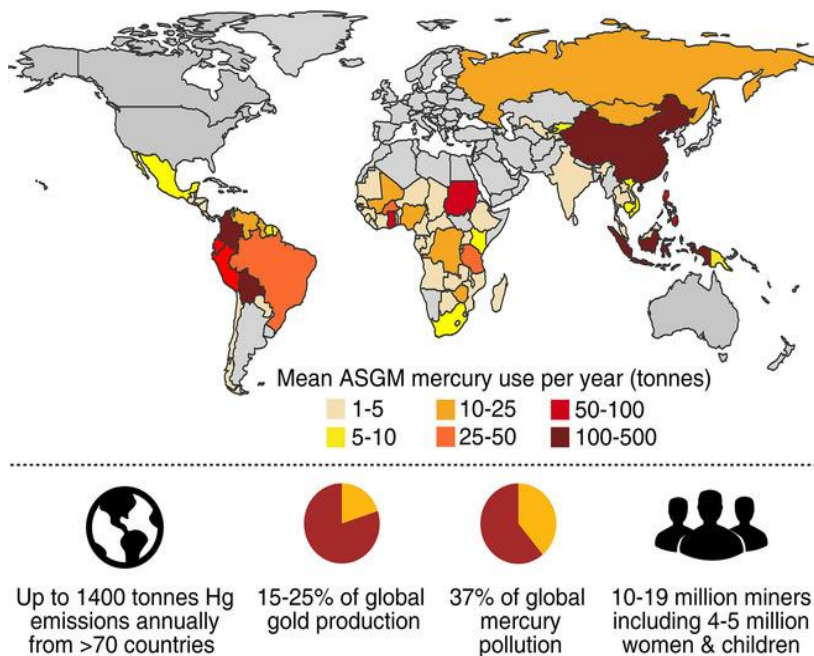 Mean ASGM mercury use per year (tonnes)
1-5
10-25
50-100
5-10
25-50
100-500
Up to 1400 tonnes Hg
emissions annually
from >70 countries
15-25% of global
gold production
37% of global
mercury
pollution
10-19 million miners
including 4-5 million
women & children